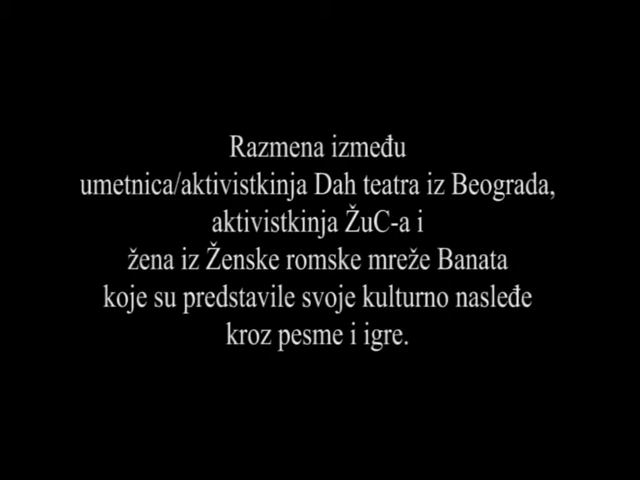 Razmena između
umetnica/aktivistkinja Dah teatra iz Beograda,
aktivistkinja ŽuC-a i
žena iz Ženske romske mreže Banata
koje su predstavile svoje kulturno nasleđe
kroz pesme i igre.